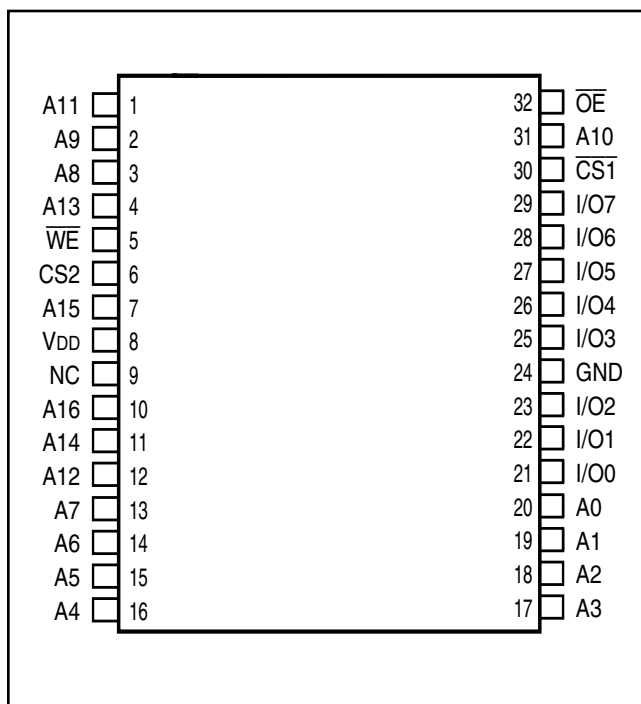 A11 1 32 O̅E̅
A9 2 31 A10
A8 3 30 C̅S̅1̅
A13 4 29 I/O7
W̅E̅ 5 28 I/O6
CS2 6 27 I/O5
A15 7 26 I/O4
VDD 8 25 I/O3
NC 9 24 GND
A16 10 23 I/O2
A14 11 22 I/O1
A12 12 21 I/O0
A7 13 20 A0
A6 14 19 A1
A5 15 18 A2
A4 16 17 A3